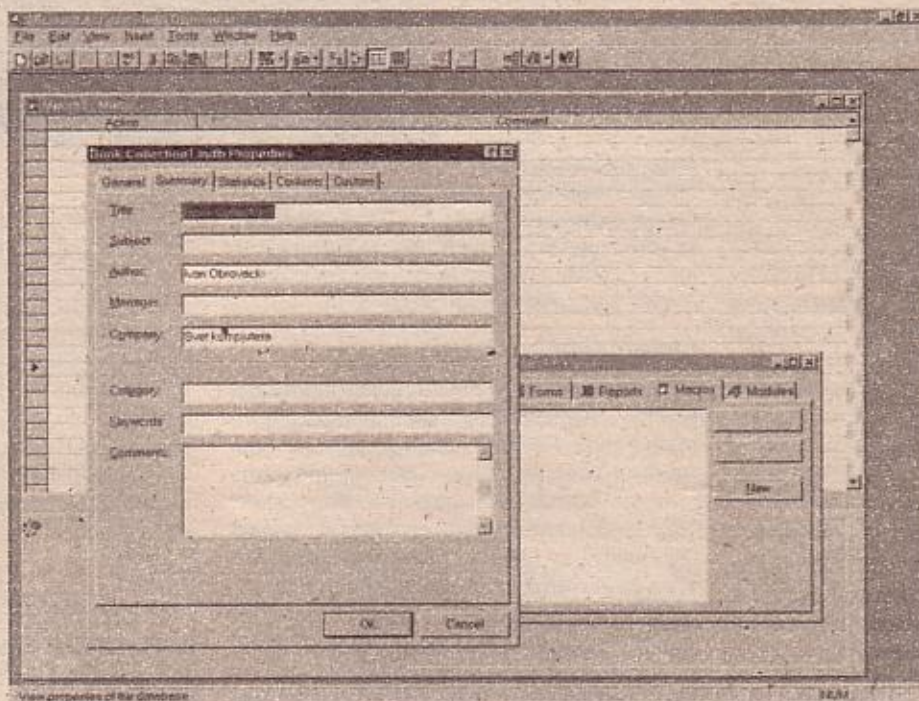 File Edit View Insert Tools Window Help
Action Comment
Book Collection1.mdb Properties
General Summary Statistics Contents Custom
Title
Subject
Author: Ivan Obrovacki
Manager
Company: Svet kompjutera
Category
Keywords
Comments
Forms Reports Macros Modules
New
OK Cancel
View properties of the database